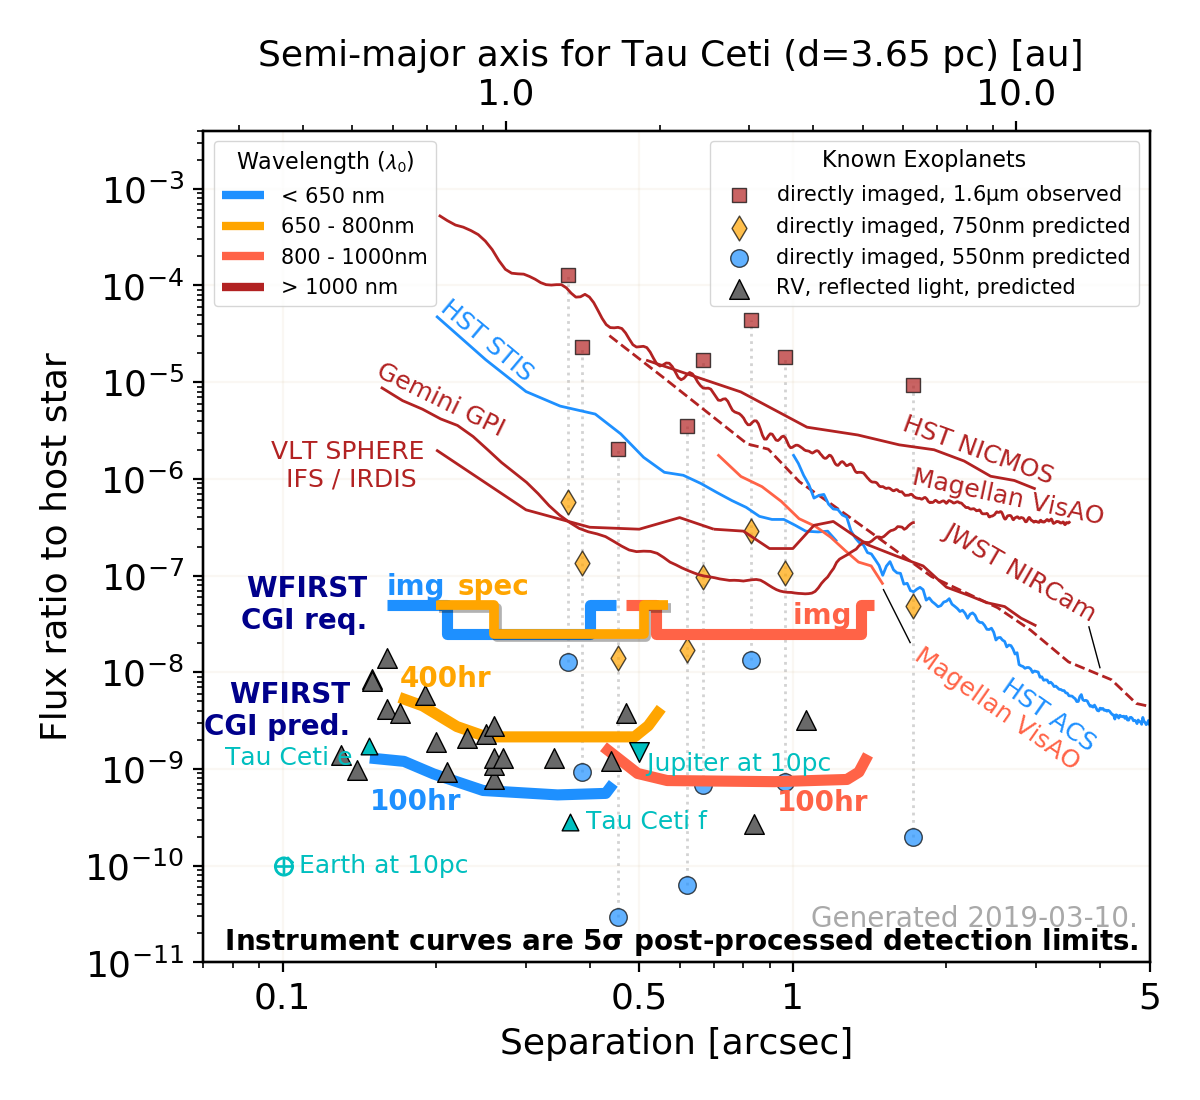 Semi-major axis for Tau Ceti (d=3.65 pc) [au]
1.0 10.0
Flux ratio to host star
10⁻³
10⁻⁴
10⁻⁵
10⁻⁶
10⁻⁷
10⁻⁸
10⁻⁹
10⁻¹⁰
10⁻¹¹
Wavelength (λ₀)
< 650 nm
650 - 800nm
800 - 1000nm
> 1000 nm
Known Exoplanets
directly imaged, 1.6μm observed
directly imaged, 750nm predicted
directly imaged, 550nm predicted
RV, reflected light, predicted
HST STIS
Gemini GPI
VLT SPHERE
IFS / IRDIS
HST NICMOS
Magellan VisAO
JWST NIRCam
Magellan VisAO
HST ACS
WFIRST
CGI req.
img spec
img
WFIRST
CGI pred.
400hr
Tau Ceti e
Jupiter at 10pc
100hr
100hr
Tau Ceti f
Earth at 10pc
Generated 2019-03-10.
Instrument curves are 5σ post-processed detection limits.
0.1 0.5 1 5
Separation [arcsec]